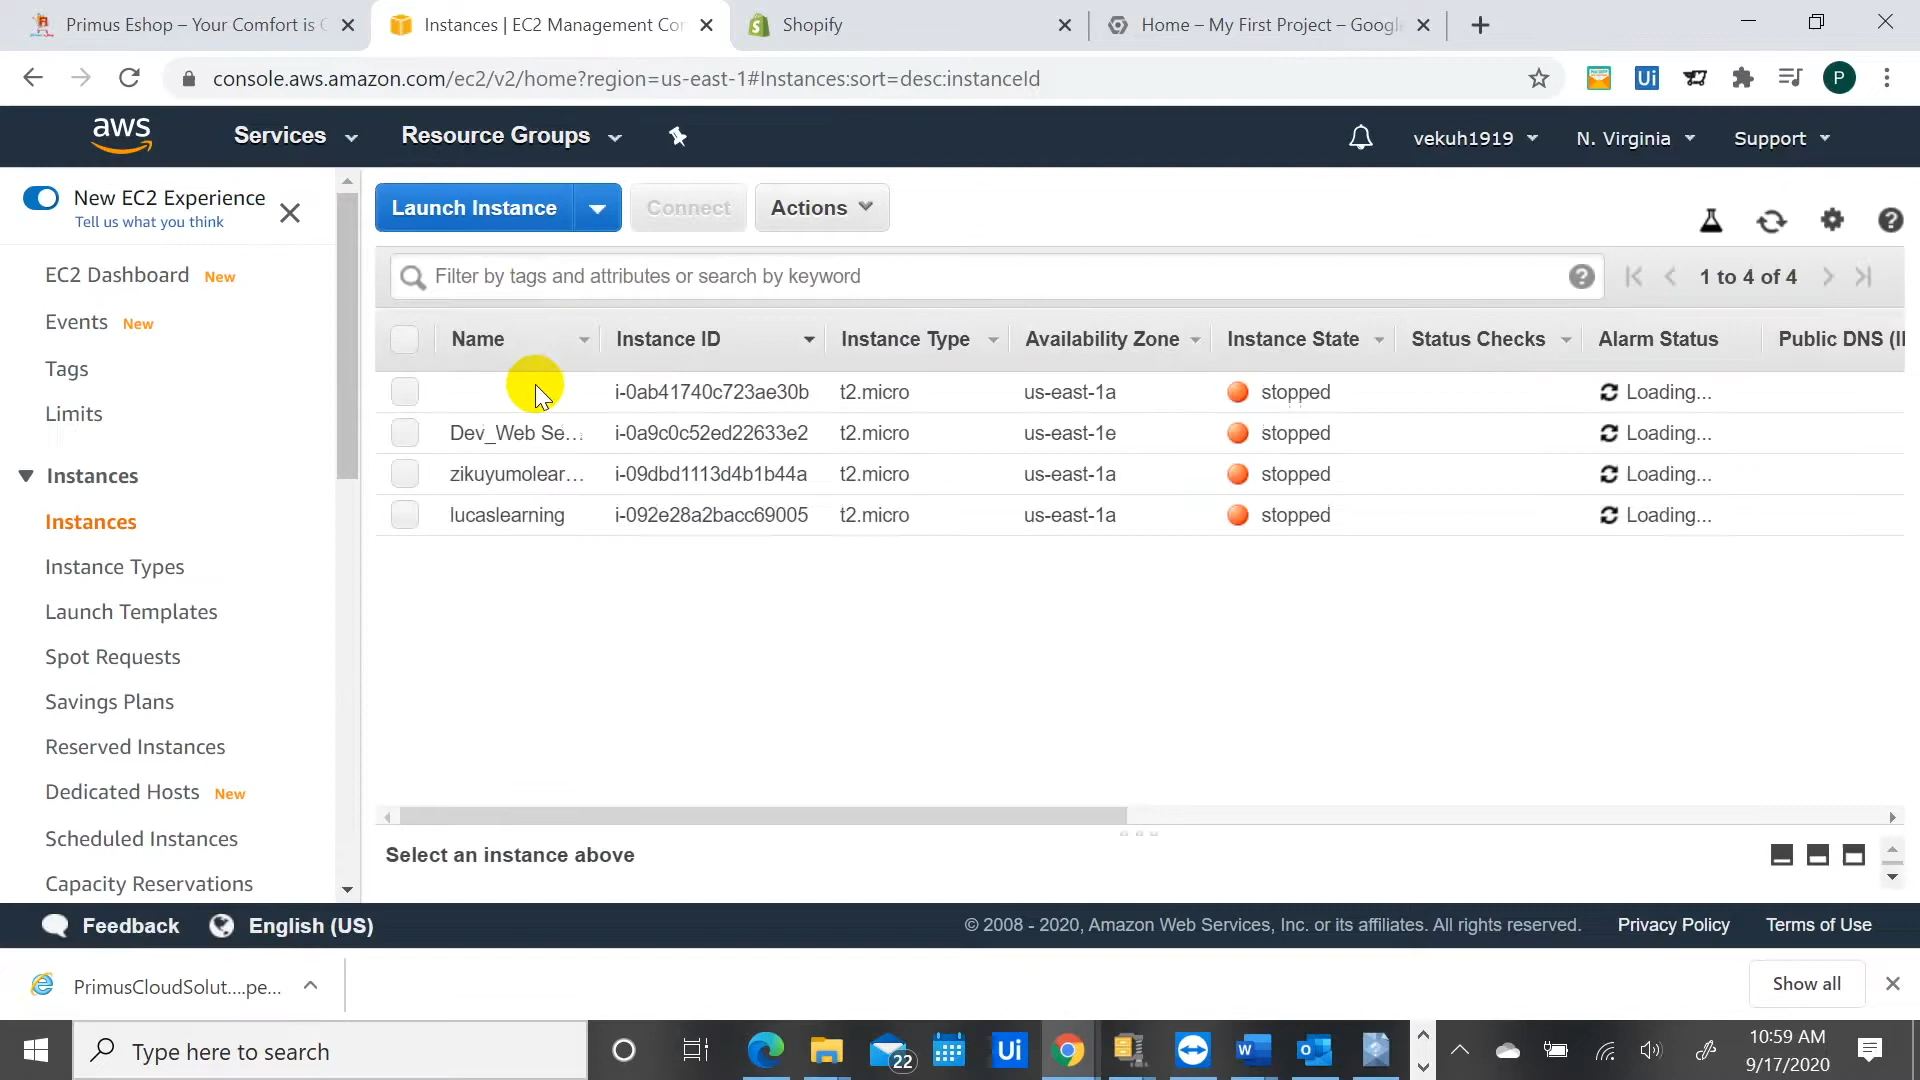 Primus Eshop – Your Comfort is
Instances | EC2 Management Co
Shopify
Home – My First Project – Googl
console.aws.amazon.com/ec2/v2/home?region=us-east-1#Instances:sort=desc:instanceId
Ui
P
aws
Services
Resource Groups
vekuh1919
N. Virginia
Support
New EC2 Experience
Tell us what you think
Launch Instance
Connect
Actions
Filter by tags and attributes or search by keyword
1 to 4 of 4
Name Instance ID Instance Type Availability Zone Instance State Status Checks Alarm Status Public DNS (I
i-0ab41740c723ae30b t2.micro us-east-1a stopped Loading...
Dev_Web Se... i-0a9c0c52ed22633e2 t2.micro us-east-1e stopped Loading...
zikuyumolear... i-09dbd1113d4b1b44a t2.micro us-east-1a stopped Loading...
lucaslearning i-092e28a2bacc69005 t2.micro us-east-1a stopped Loading...
EC2 Dashboard New
Events New
Tags
Limits
Instances
Instances
Instance Types
Launch Templates
Spot Requests
Savings Plans
Reserved Instances
Dedicated Hosts New
Scheduled Instances
Capacity Reservations
Select an instance above
Feedback
English (US)
© 2008 - 2020, Amazon Web Services, Inc. or its affiliates. All rights reserved.
Privacy Policy
Terms of Use
PrimusCloudSolut....pe...
Show all
Type here to search
22
Ui
10:59 AM
9/17/2020